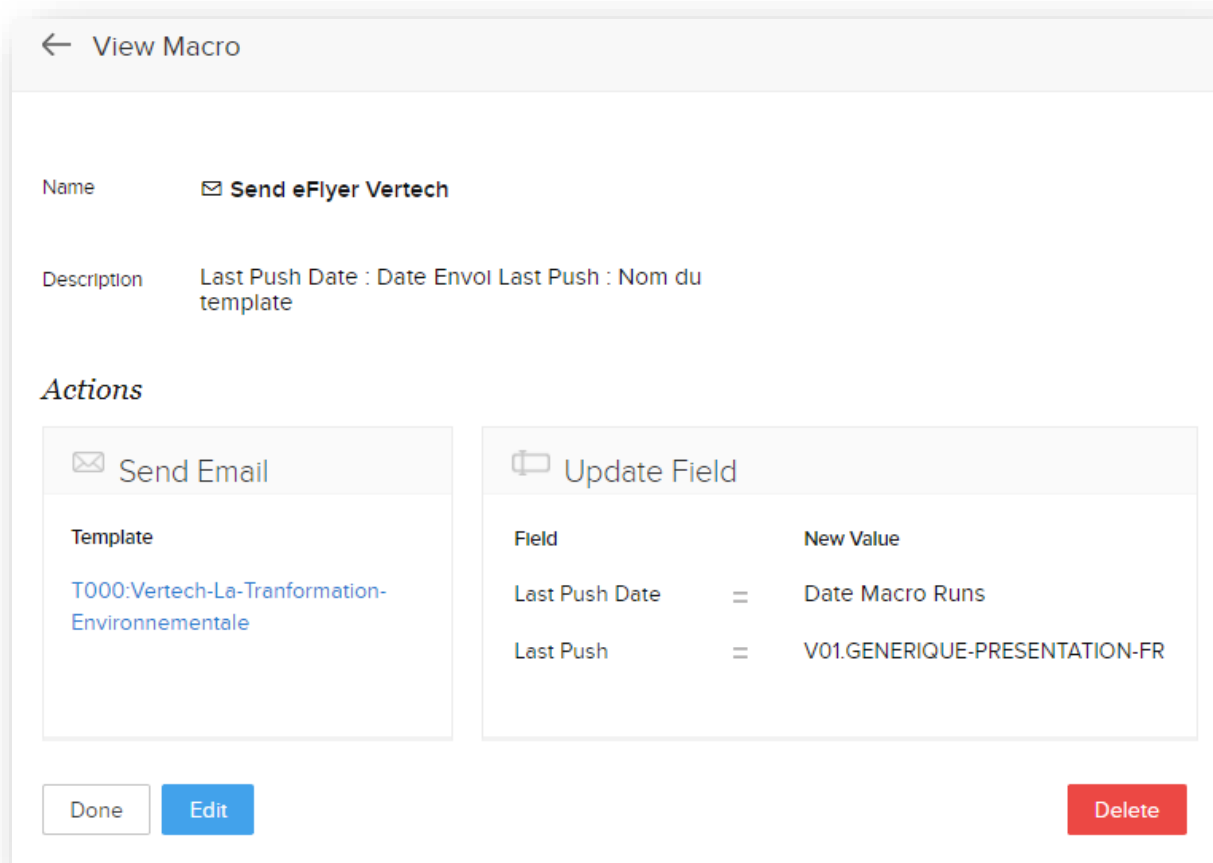 View Macro
Name
Send eFlyer Vertech
Description
Last Push Date : Date Envoi Last Push : Nom du
template
Actions
Send Email
Template
T000:Vertech-La-Tranformation-
Environnementale
Update Field
Field New Value
Last Push Date = Date Macro Runs
Last Push = V01.GENERIQUE-PRESENTATION-FR
Done Edit Delete